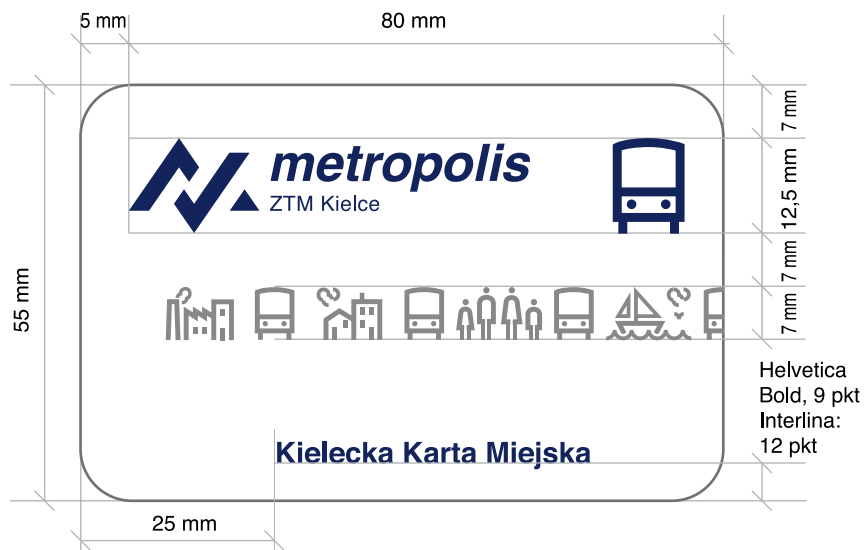 5 mm
80 mm
7 mm
metropolis
ZTM Kielce
12,5 mm
7 mm
55 mm
7 mm
Helvetica
Bold, 9 pkt
Interlina:
12 pkt
Kielecka Karta Miejska
25 mm